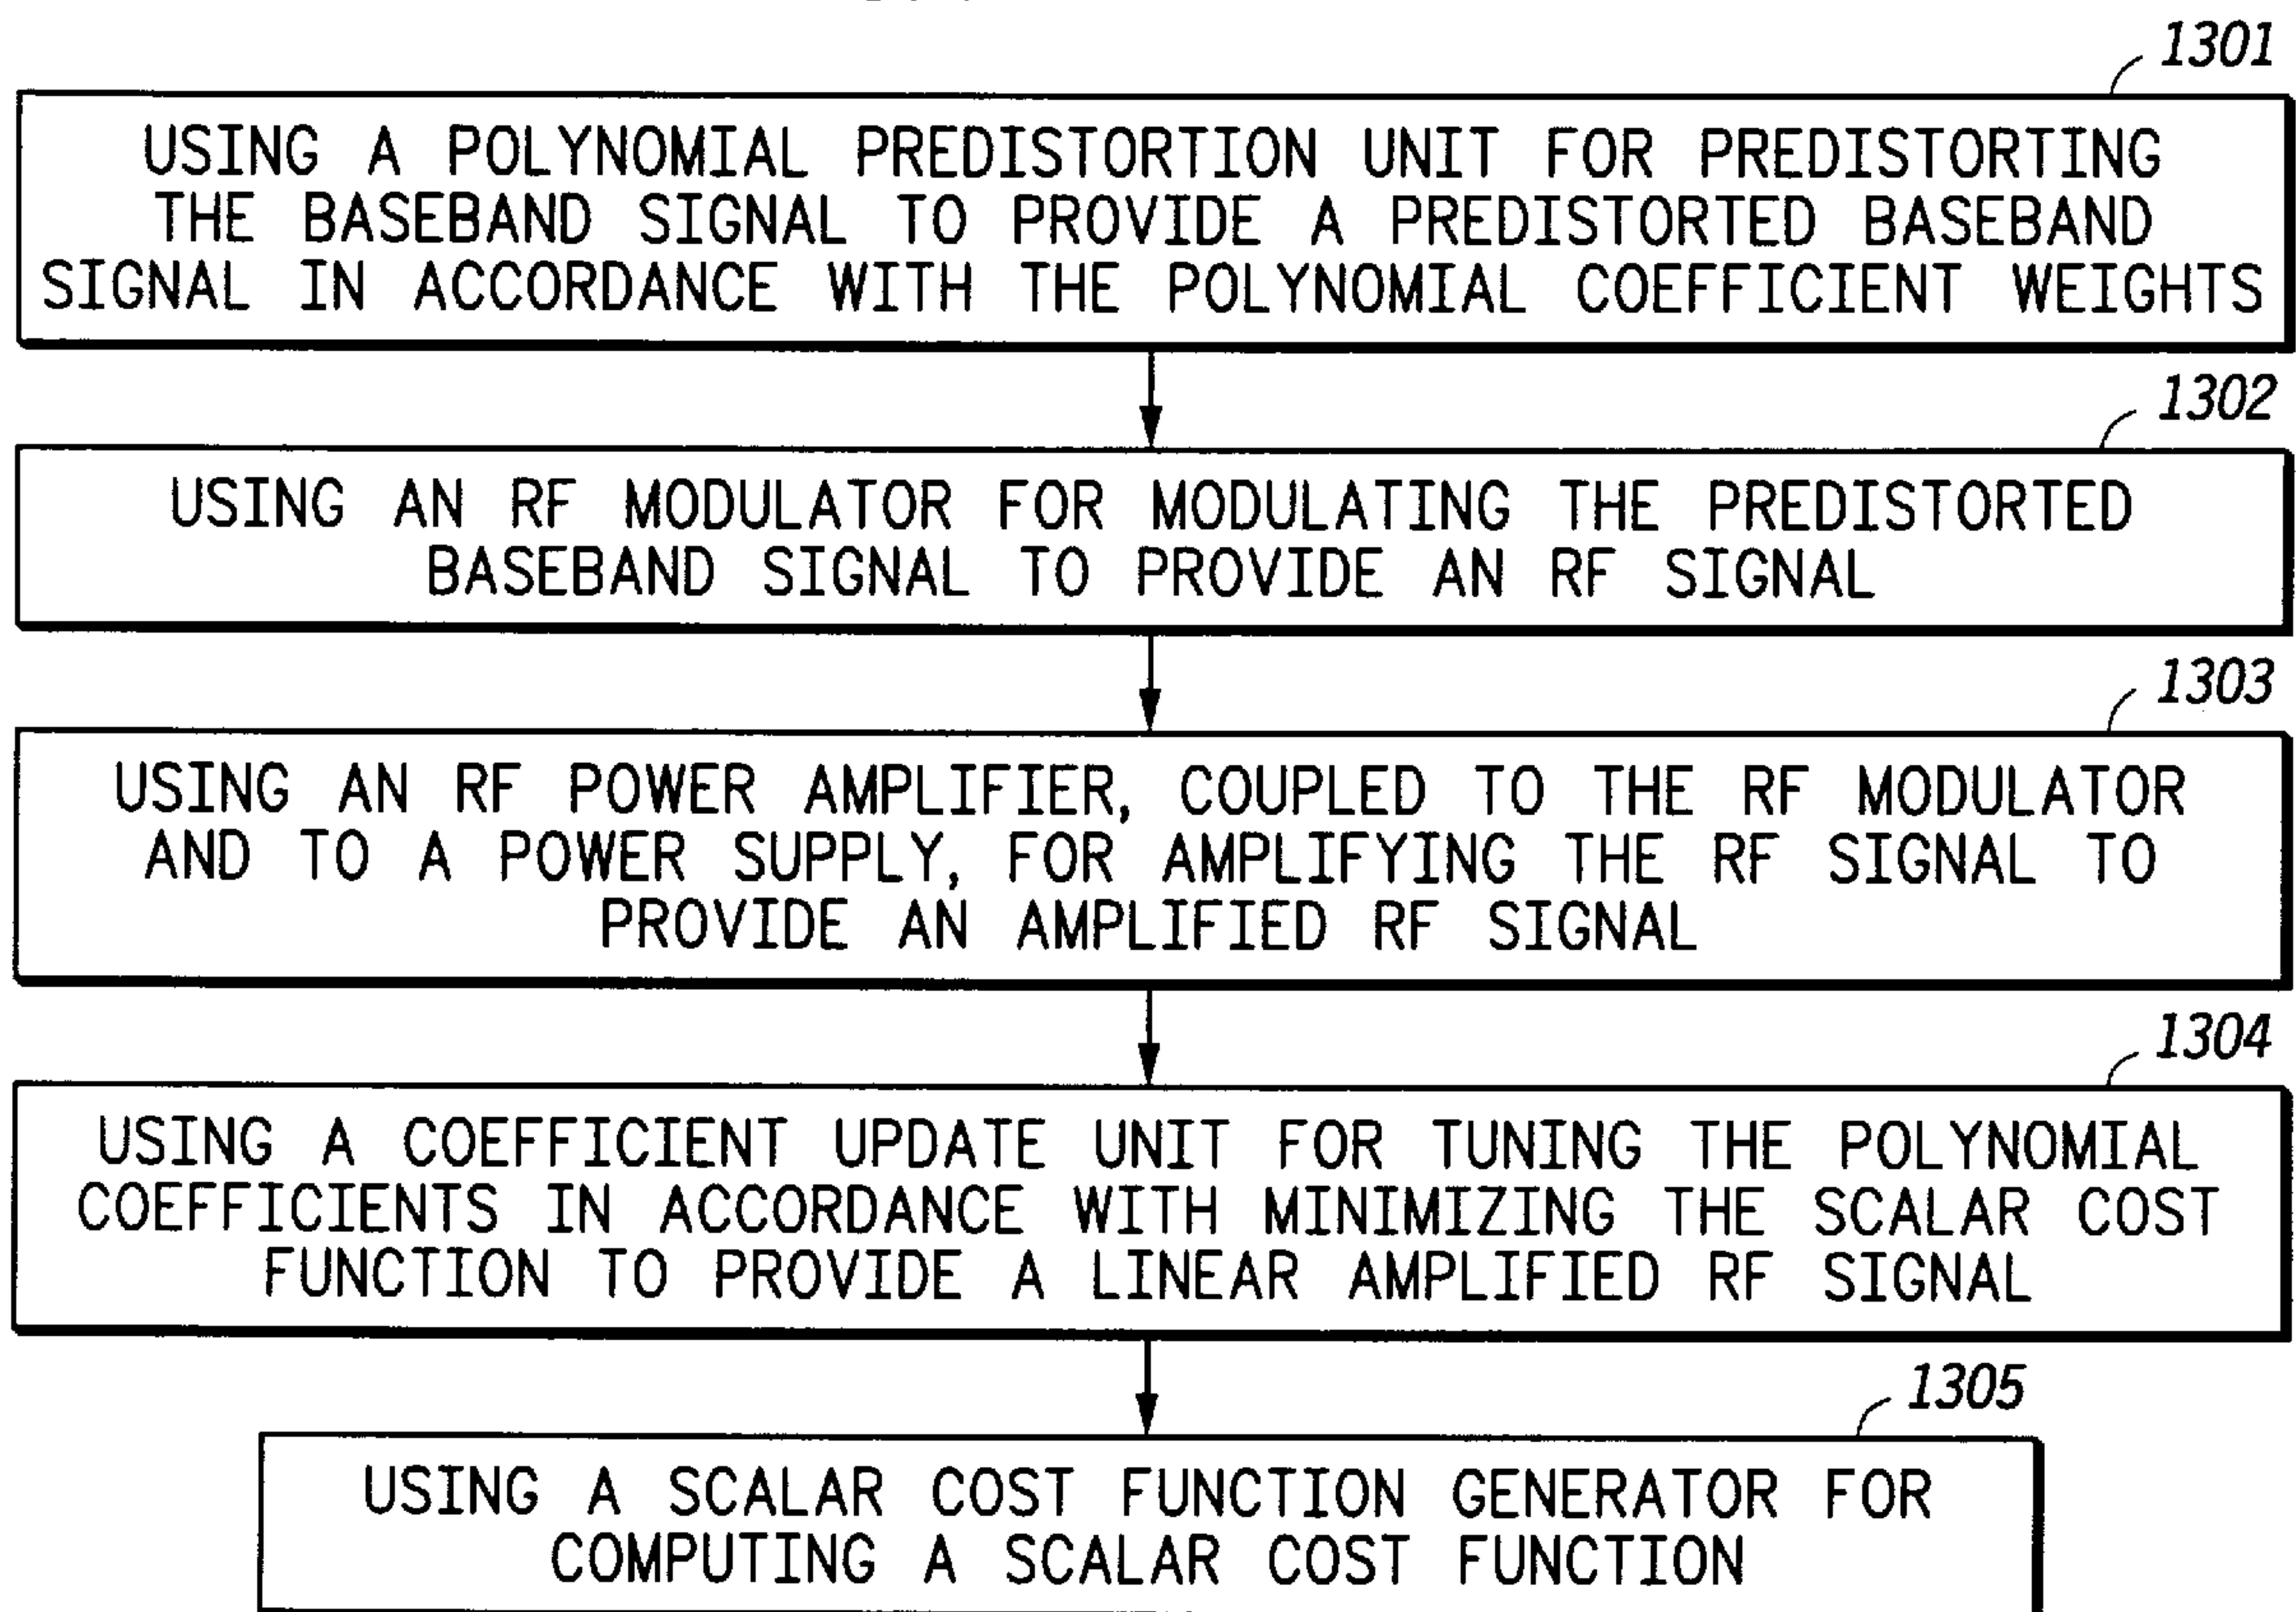 1301
USING A POLYNOMIAL PREDISTORTION UNIT FOR PREDISTORTING
THE BASEBAND SIGNAL TO PROVIDE A PREDISTORTED BASEBAND
SIGNAL IN ACCORDANCE WITH THE POLYNOMIAL COEFFICIENT WEIGHTS
1302
USING AN RF MODULATOR FOR MODULATING THE PREDISTORTED
BASEBAND SIGNAL TO PROVIDE AN RF SIGNAL
1303
USING AN RF POWER AMPLIFIER, COUPLED TO THE RF MODULATOR
AND TO A POWER SUPPLY, FOR AMPLIFYING THE RF SIGNAL TO
PROVIDE AN AMPLIFIED RF SIGNAL
1304
USING A COEFFICIENT UPDATE UNIT FOR TUNING THE POLYNOMIAL
COEFFICIENTS IN ACCORDANCE WITH MINIMIZING THE SCALAR COST
FUNCTION TO PROVIDE A LINEAR AMPLIFIED RF SIGNAL
1305
USING A SCALAR COST FUNCTION GENERATOR FOR
COMPUTING A SCALAR COST FUNCTION